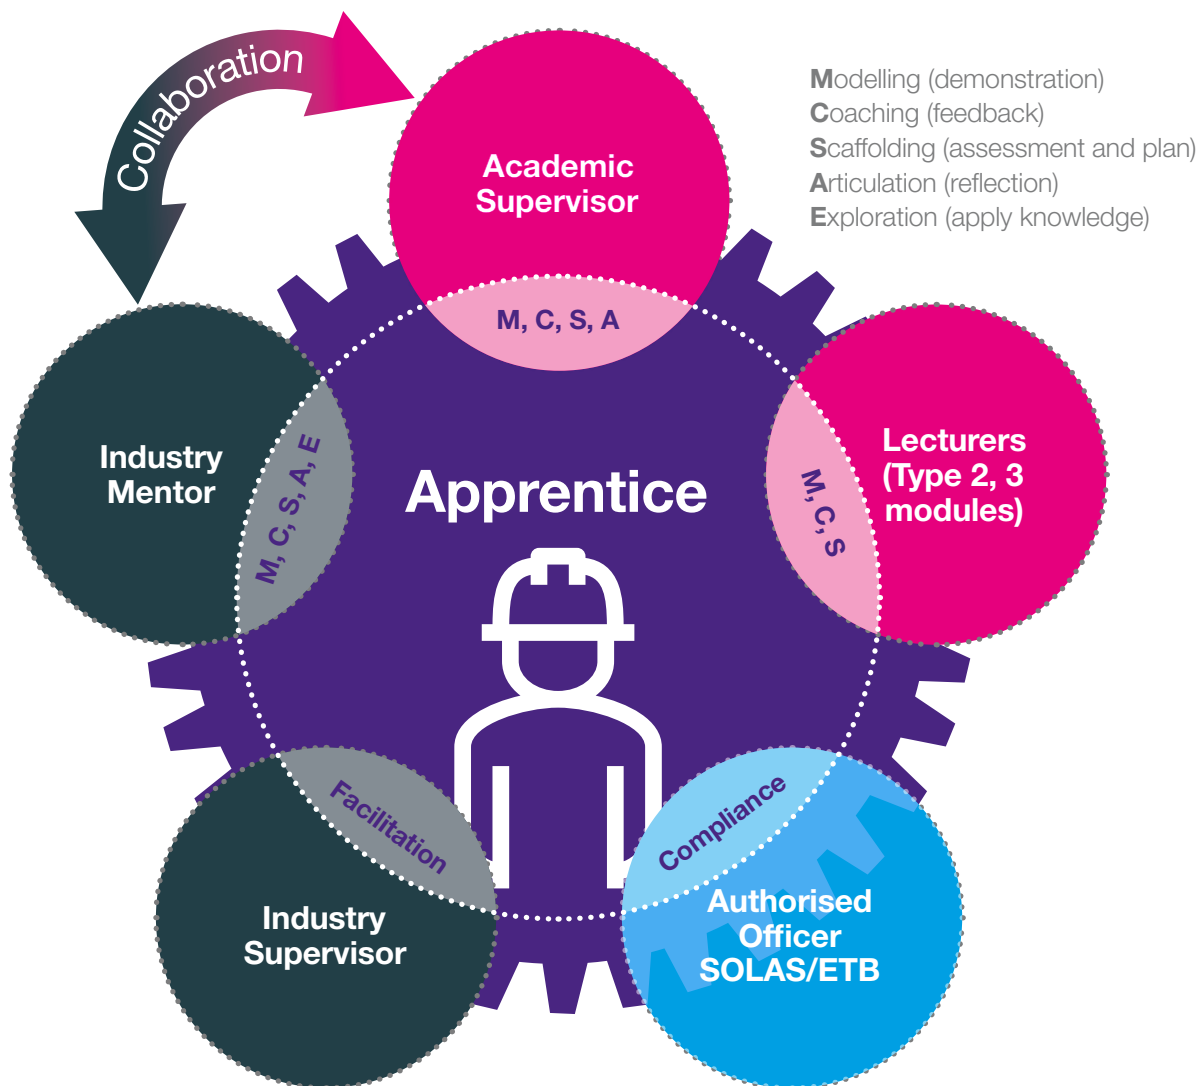 Collaboration
Academic
Supervisor
Modelling (demonstration)
Coaching (feedback)
Scaffolding (assessment and plan)
Articulation (reflection)
Exploration (apply knowledge)
M, C, S, A
Industry
Mentor
M, C, S, A, E
Apprentice
M, C, S
Lecturers
(Type 2, 3
modules)
Facilitation
Industry
Supervisor
Compliance
Authorised
Officer
SOLAS/ETB